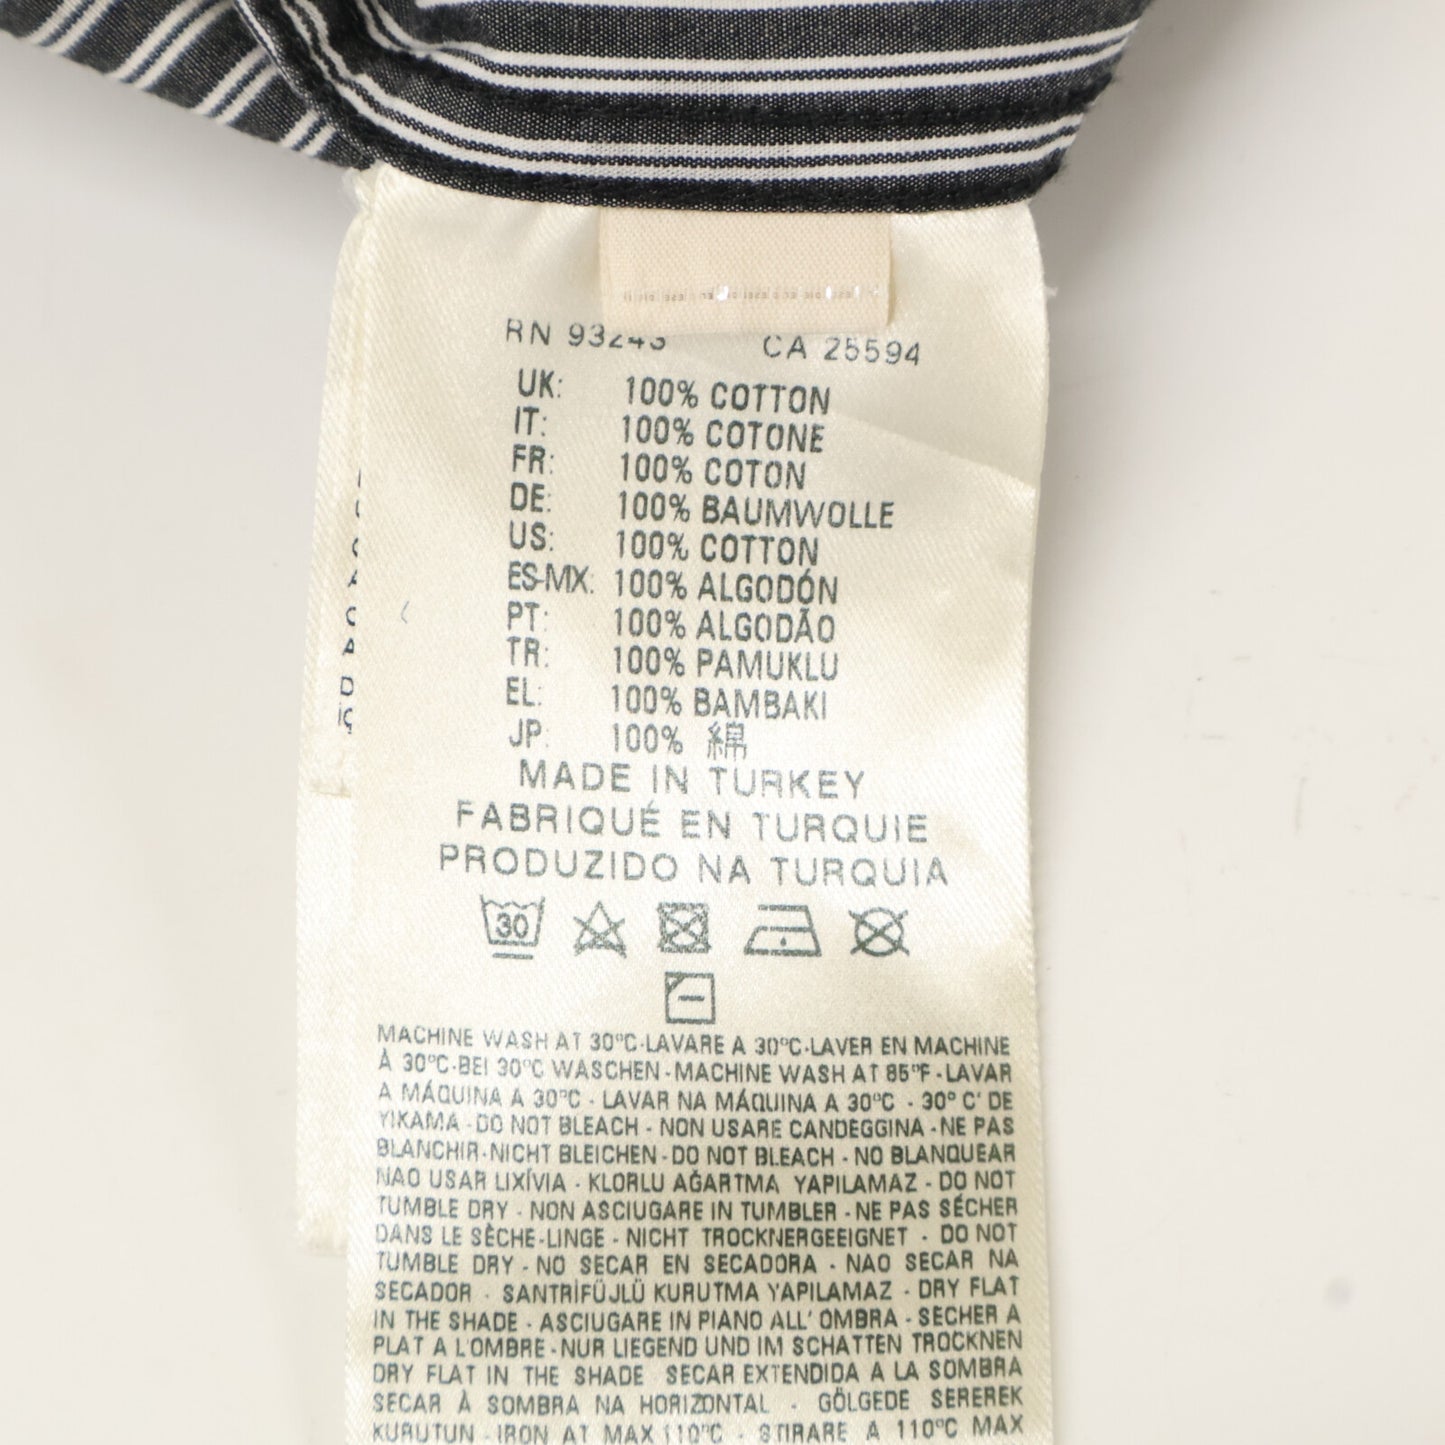 RN 93243 CA 25594
UK: 100% COTTON
IT: 100% COTONE
FR: 100% COTON
DE: 100% BAUMWOLLE
US: 100% COTTON
ES-MX: 100% ALGODÓN
PT: 100% ALGODÃO
TR: 100% PAMUKLU
EL: 100% BAMBAKI
JP: 100% 綿
MADE IN TURKEY
FABRIQUÉ EN TURQUIE
PRODUZIDO NA TURQUIA
30
MACHINE WASH AT 30°C-LAVARE A 30°C-LAVER EN MACHINE
À 30°C-BEI 30°C WASCHEN-MACHINE WASH AT 85°F-LAVAR
A MÁQUINA A 30°C - LAVAR NA MÁQUINA A 30°C - 30° C' DE
YIKAMA-DO NOT BLEACH - NON USARE CANDEGGINA-NE PAS
BLANCHIR-NICHT BLEICHEN-DO NOT BLEACH - NO BLANQUEAR
NAO USAR LIXÍVIA - KLORLU AĞARTMA YAPILAMAZ - DO NOT
TUMBLE DRY - NON ASCIUGARE IN TUMBLER - NE PAS SÉCHER
DANS LE SÈCHE-LINGE - NICHT TROCKNERGEEIGNET - DO NOT
TUMBLE DRY - NO SECAR EN SECADORA - NAO SECAR NA
SECADOR - SANTRİFÜJLÜ KURUTMA YAPILAMAZ - DRY FLAT
IN THE SHADE - ASCIUGARE IN PIANO ALL' OMBRA - SECHER A
PLAT A L'OMBRE-NUR LIEGEND UND IM SCHATTEN TROCKNEN
DRY FLAT IN THE SHADE SECAR EXTENDIDA A LA SOMBRA
SECAR À SOMBRA NA HORIZONTAL - GÖLGEDE SEREREK
KURUTUN - IRON AT MAX 110°C - STIRARE A 110°C MAX